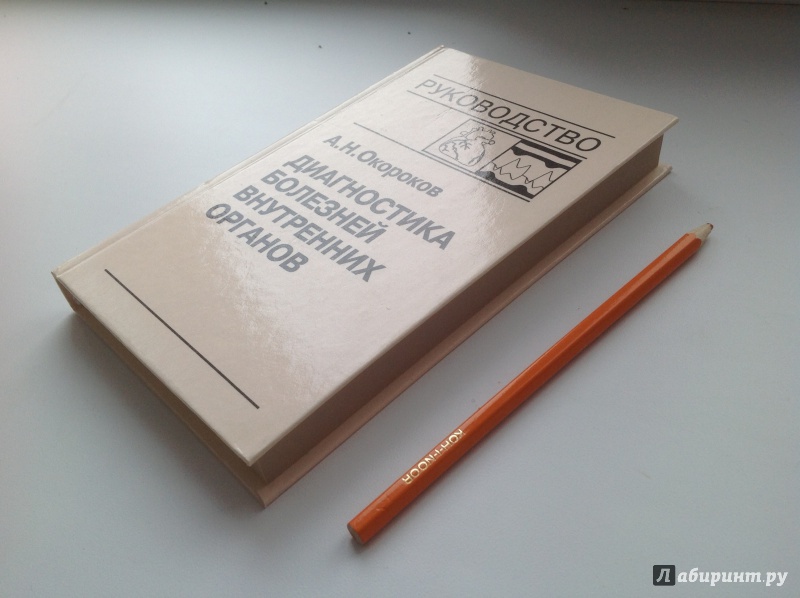 РУКОВОДСТВО
А.Н.Окороков
ДИАГНОСТИКА
БОЛЕЗНЕЙ
ВНУТРЕННИХ
ОРГАНОВ
KOH-I-NOOR
Лабиринт.ру